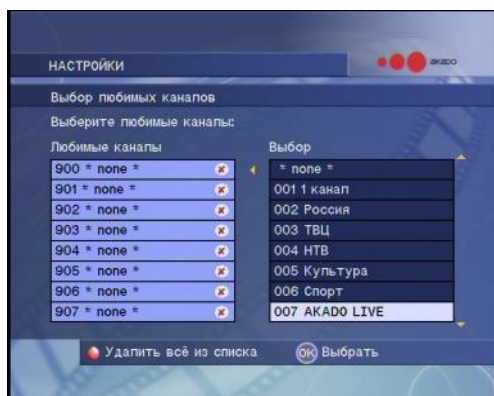 НАСТРОЙКИ
акадо
Выбор любимых каналов
Выберите любимые каналы:
Любимые каналы
Выбор
900 * none *
901 * none *
902 * none *
903 * none *
904 * none *
905 * none *
906 * none *
907 * none *
* none *
001 1 канал
002 Россия
003 ТВЦ
004 НТВ
005 Культура
006 Спорт
007 AKADO LIVE
Удалить всё из списка
OK Выбрать